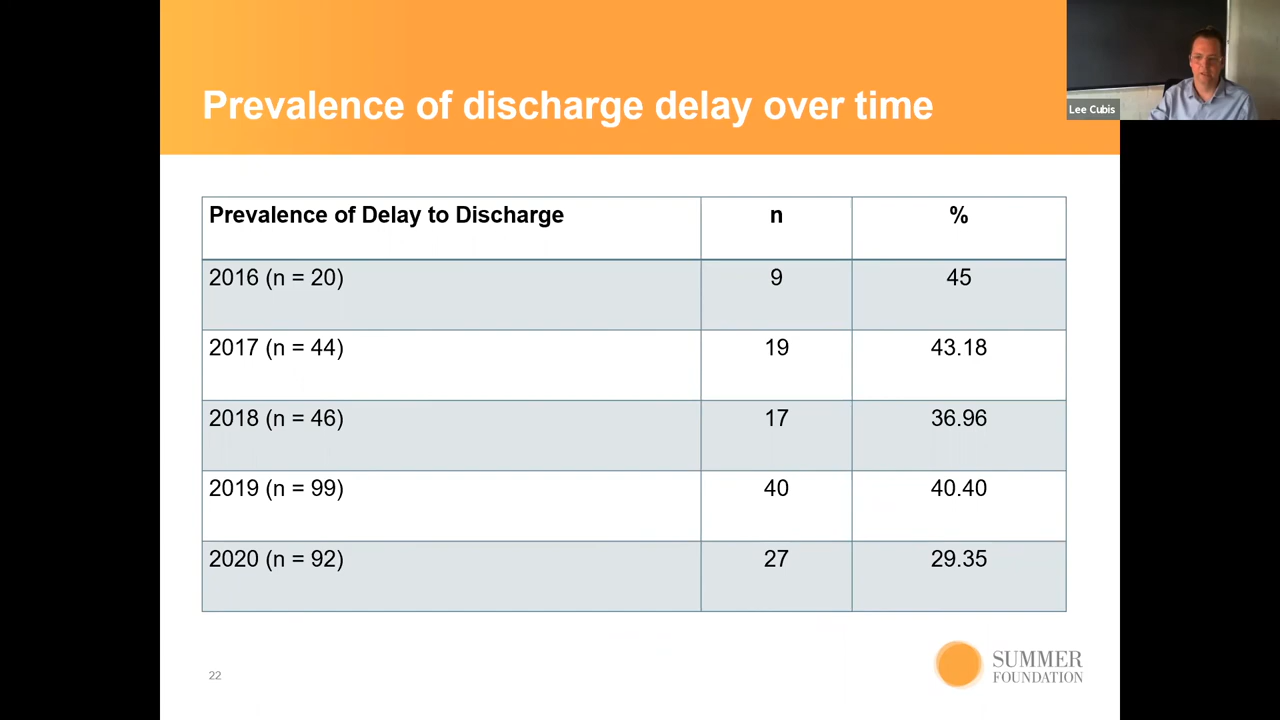 Prevalence of discharge delay over time
Lee Cubis
Prevalence of Delay to Discharge n %
2016 (n = 20) 9 45
2017 (n = 44) 19 43.18
2018 (n = 46) 17 36.96
2019 (n = 99) 40 40.40
2020 (n = 92) 27 29.35
22
SUMMER
FOUNDATION